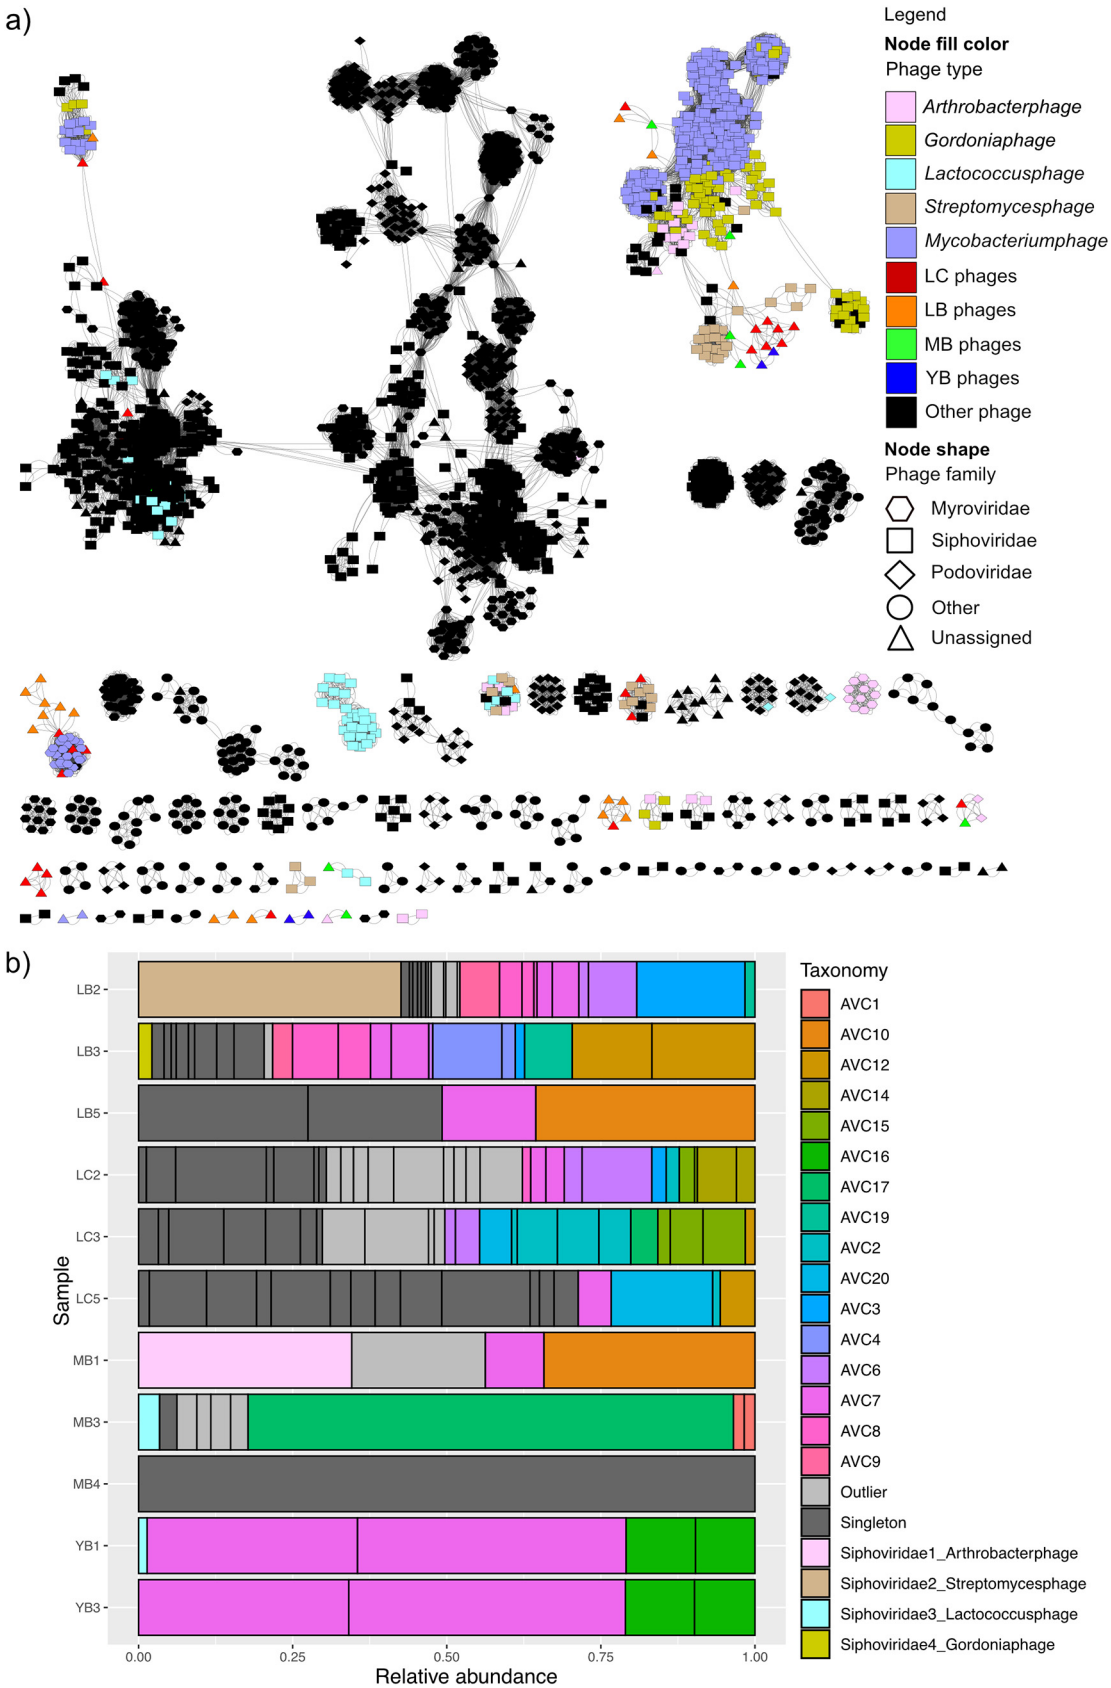 a)
Legend
Node fill color
Phage type
Arthrobacterphage
Gordoniaphage
Lactococcusphage
Streptomycesphage
Mycobacteriumphage
LC phages
LB phages
MB phages
YB phages
Other phage
Node shape
Phage family
Myroviridae
Siphoviridae
Podoviridae
Other
Unassigned
b)
LB2
LB3
LB5
LC2
LC3
LC5
MB1
MB3
MB4
YB1
YB3
Sample
0.00
0.25
0.50
0.75
1.00
Relative abundance
Taxonomy
AVC1
AVC10
AVC12
AVC14
AVC15
AVC16
AVC17
AVC19
AVC2
AVC20
AVC3
AVC4
AVC6
AVC7
AVC8
AVC9
Outlier
Singleton
Siphoviridae1_Arthrobacterphage
Siphoviridae2_Streptomycesphage
Siphoviridae3_Lactococcusphage
Siphoviridae4_Gordoniaphage